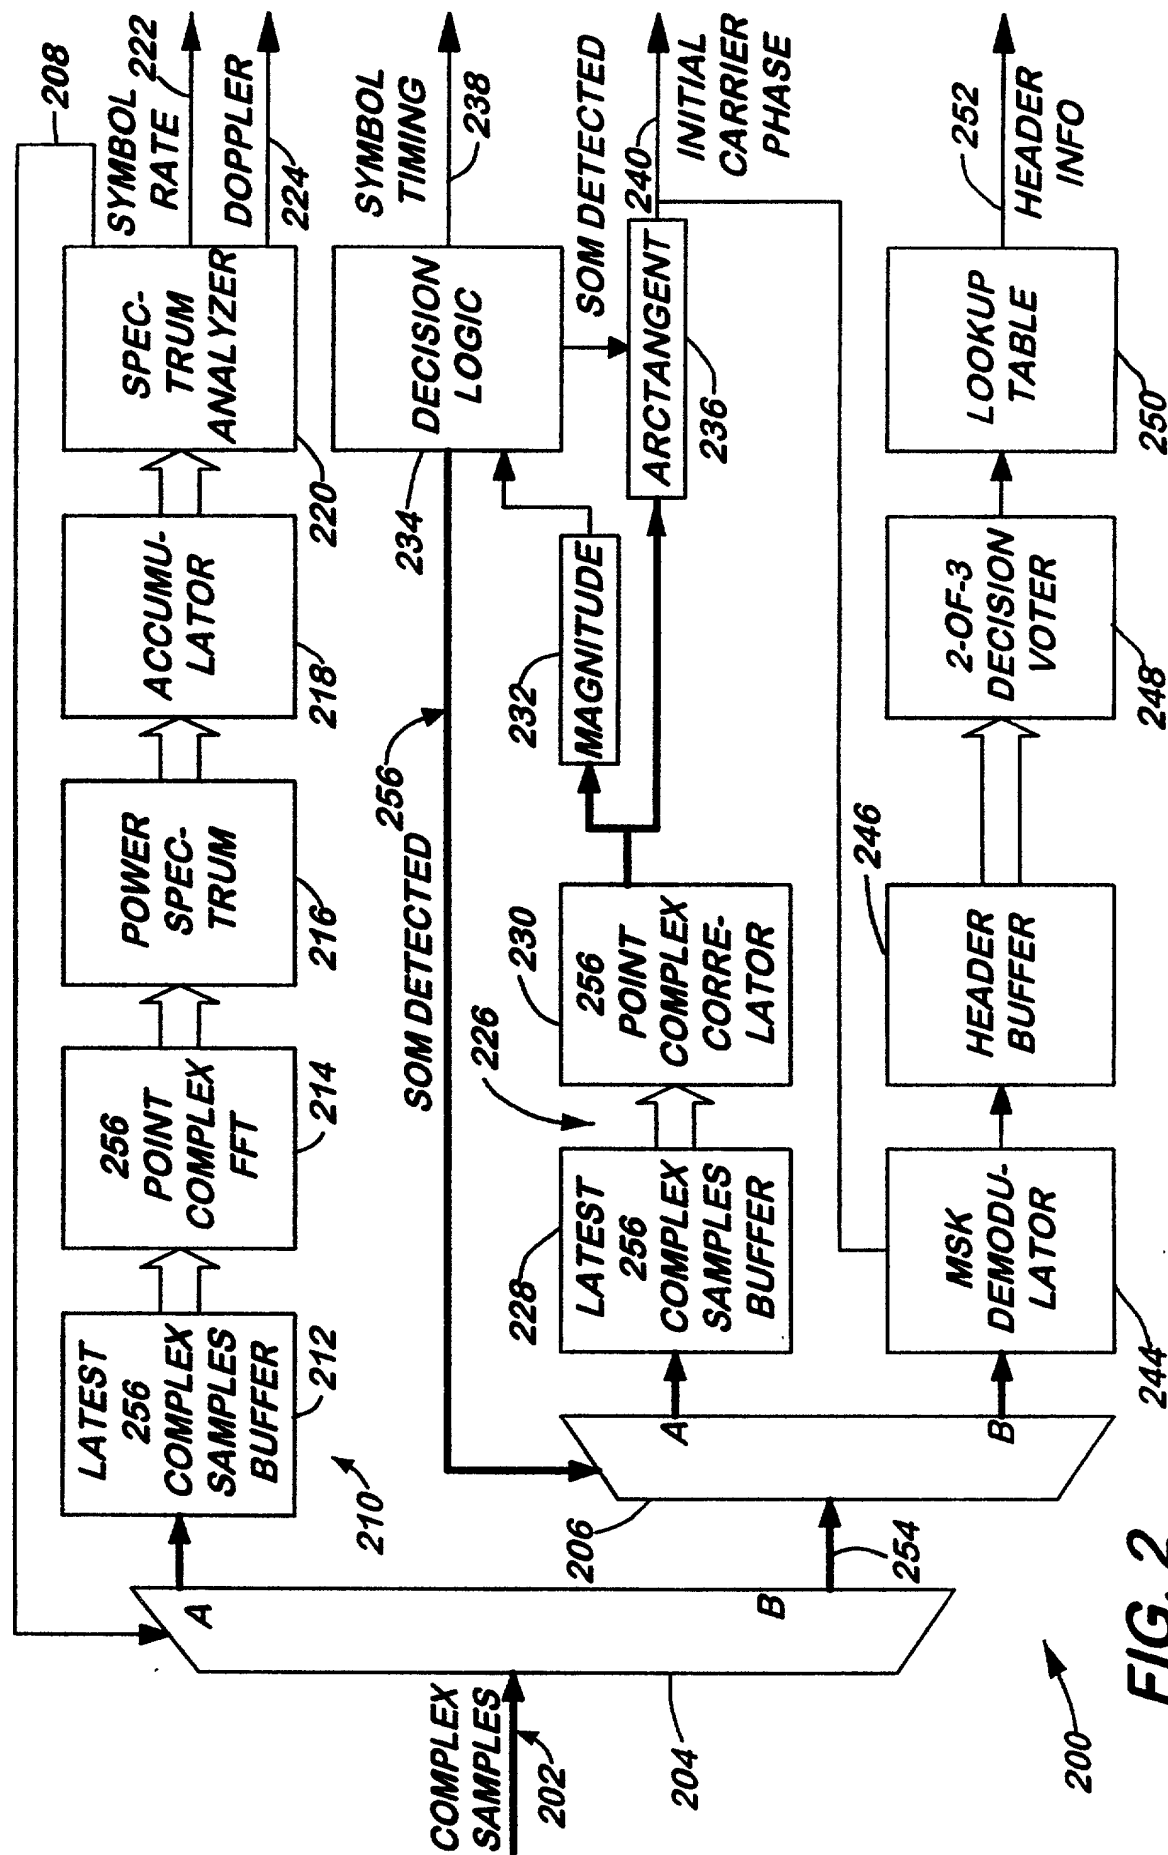 208
SYMBOL
RATE
222
DOPPLER
224
LATEST
256
COMPLEX
SAMPLES
BUFFER
212
256
POINT
COMPLEX
FFT
214
POWER
SPEC-
TRUM
216
ACCUMU-
LATOR
218
SPEC-
TRUM
ANALYZER
220
210
SOM DETECTED
256
234
DECISION
LOGIC
SYMBOL
TIMING
238
COMPLEX
SAMPLES
202
204
A
B
254
206
A
B
LATEST
256
COMPLEX
SAMPLES
BUFFER
228
226
256
POINT
COMPLEX
CORRE-
LATOR
230
MAGNITUDE
232
ARCTANGENT
236
SOM DETECTED
240
INITIAL
CARRIER
PHASE
MSK
DEMODU-
LATOR
244
HEADER
BUFFER
246
2-OF-3
DECISION
VOTER
248
LOOKUP
TABLE
250
252
HEADER
INFO
200
FIG. 2